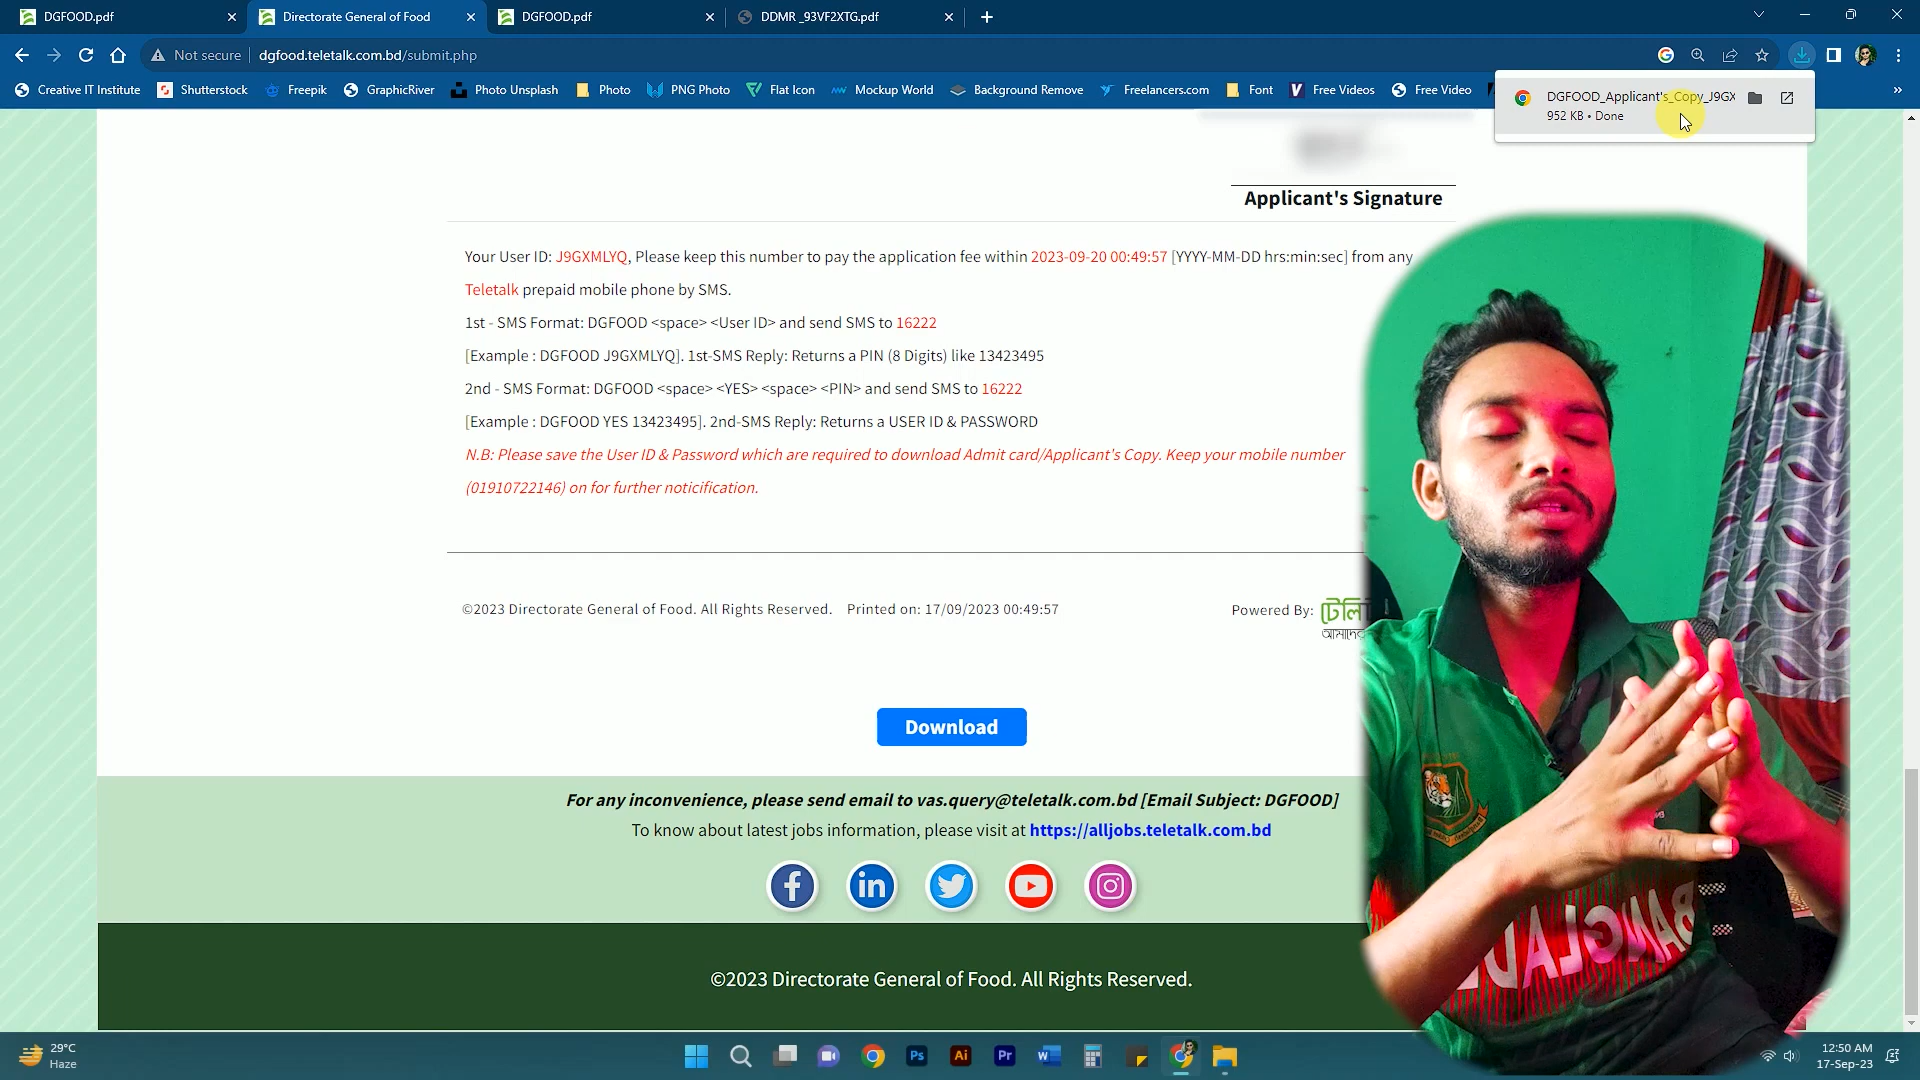 DGFOOD.pdf
Directorate General of Food
DGFOOD.pdf
DDMR _93VF2XTG.pdf
Not secure
dgfood.teletalk.com.bd/submit.php
Creative IT Institute
Shutterstock
Freepik
GraphicRiver
Photo Unsplash
Photo
PNG Photo
Flat Icon
Mockup World
Background Remove
Freelancers.com
Font
Free Videos
Free Video
»
DGFOOD_Applicant's_Copy_J9GX
952 KB • Done
Applicant's Signature
Your User ID: J9GXMLYQ, Please keep this number to pay the application fee within 2023-09-20 00:49:57 [YYYY-MM-DD hrs:min:sec] from any
Teletalk prepaid mobile phone by SMS.
1st - SMS Format: DGFOOD <space> <User ID> and send SMS to 16222
[Example : DGFOOD J9GXMLYQ]. 1st-SMS Reply: Returns a PIN (8 Digits) like 13423495
2nd - SMS Format: DGFOOD <space> <YES> <space> <PIN> and send SMS to 16222
[Example : DGFOOD YES 13423495]. 2nd-SMS Reply: Returns a USER ID & PASSWORD
N.B: Please save the User ID & Password which are required to download Admit card/Applicant's Copy. Keep your mobile number
(01910722146) on for further noticification.
©2023 Directorate General of Food. All Rights Reserved. Printed on: 17/09/2023 00:49:57
Powered By: টেলি
আমাদের
Download
For any inconvenience, please send email to vas.query@teletalk.com.bd [Email Subject: DGFOOD]
To know about latest jobs information, please visit at https://alljobs.teletalk.com.bd
f
in
BANGLAD
©2023 Directorate General of Food. All Rights Reserved.
29°C
Haze
Ps
Ai
Pr
W
12:50 AM
17-Sep-23